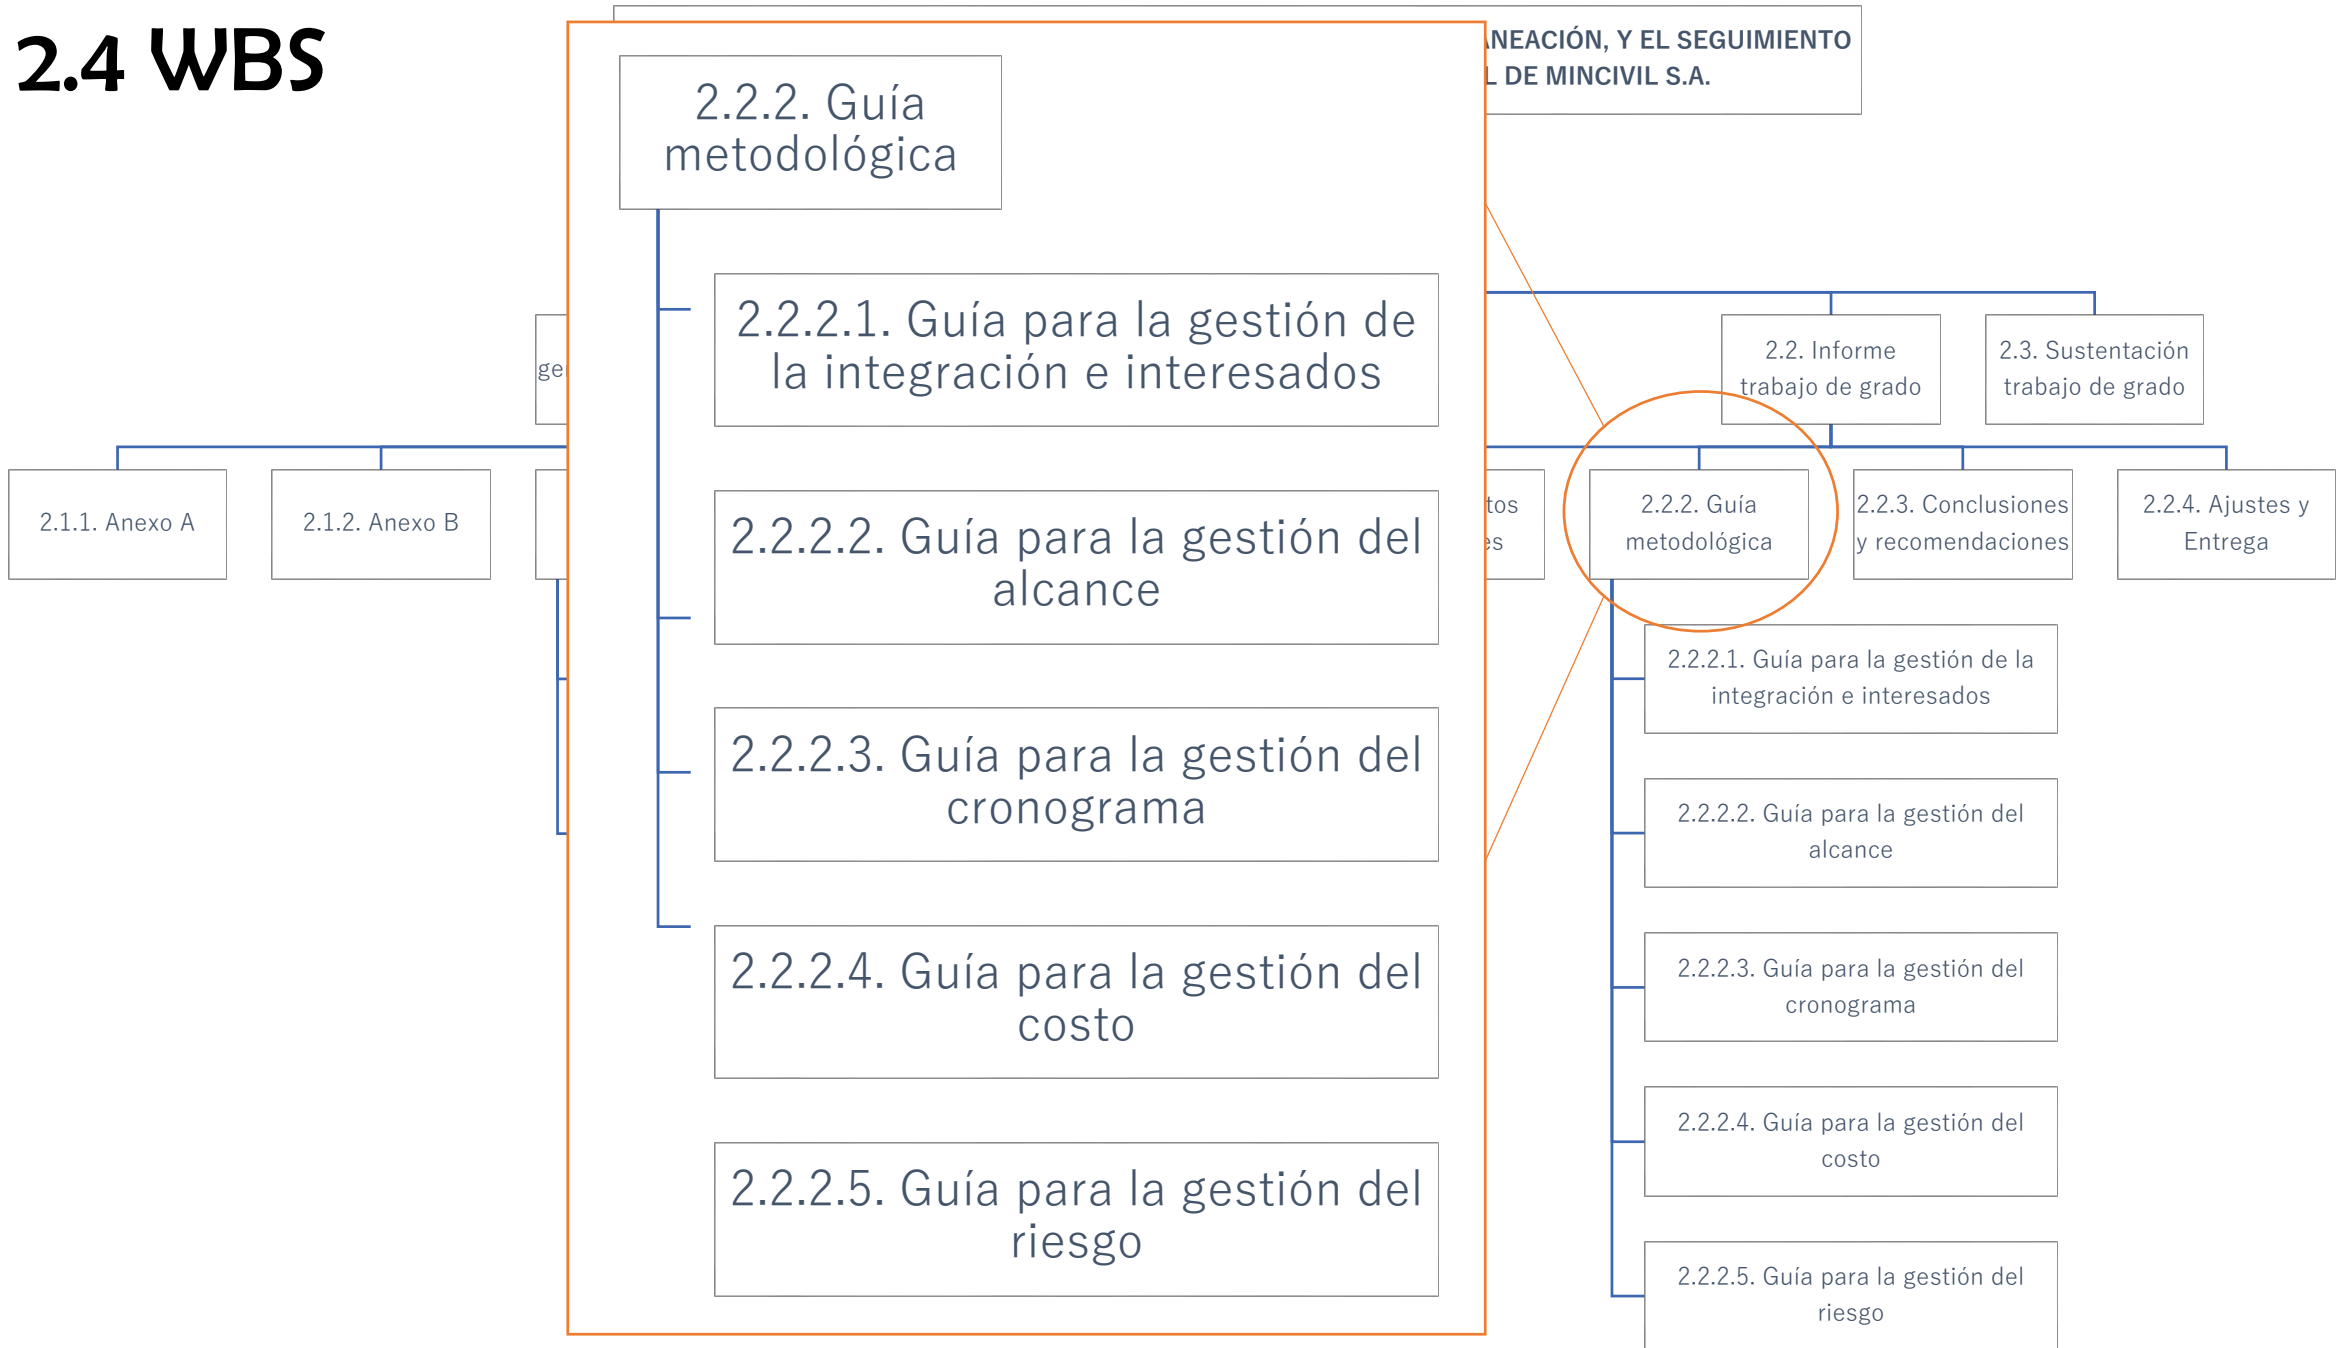 2.4 WBS
Y EL SEGUIMIENTO
DE MINCIVIL S.A.
2.2.2. Guía
metodológica
2.2.2.1. Guía para la gestión de
la integración e interesados
2.2.2.2. Guía para la gestión del
alcance
2.2.2.3. Guía para la gestión del
cronograma
2.2.2.4. Guía para la gestión del
costo
2.2.2.5. Guía para la gestión del
riesgo
2.2. Informe
trabajo de grado
2.3. Sustentación
trabajo de grado
2.1.1. Anexo A
2.1.2. Anexo B
2.2.2. Guía
metodológica
2.2.3. Conclusiones
y recomendaciones
2.2.4. Ajustes y
Entrega
2.2.2.1. Guía para la gestión de la
integración e interesados
2.2.2.2. Guía para la gestión del
alcance
2.2.2.3. Guía para la gestión del
cronograma
2.2.2.4. Guía para la gestión del
costo
2.2.2.5. Guía para la gestión del
riesgo